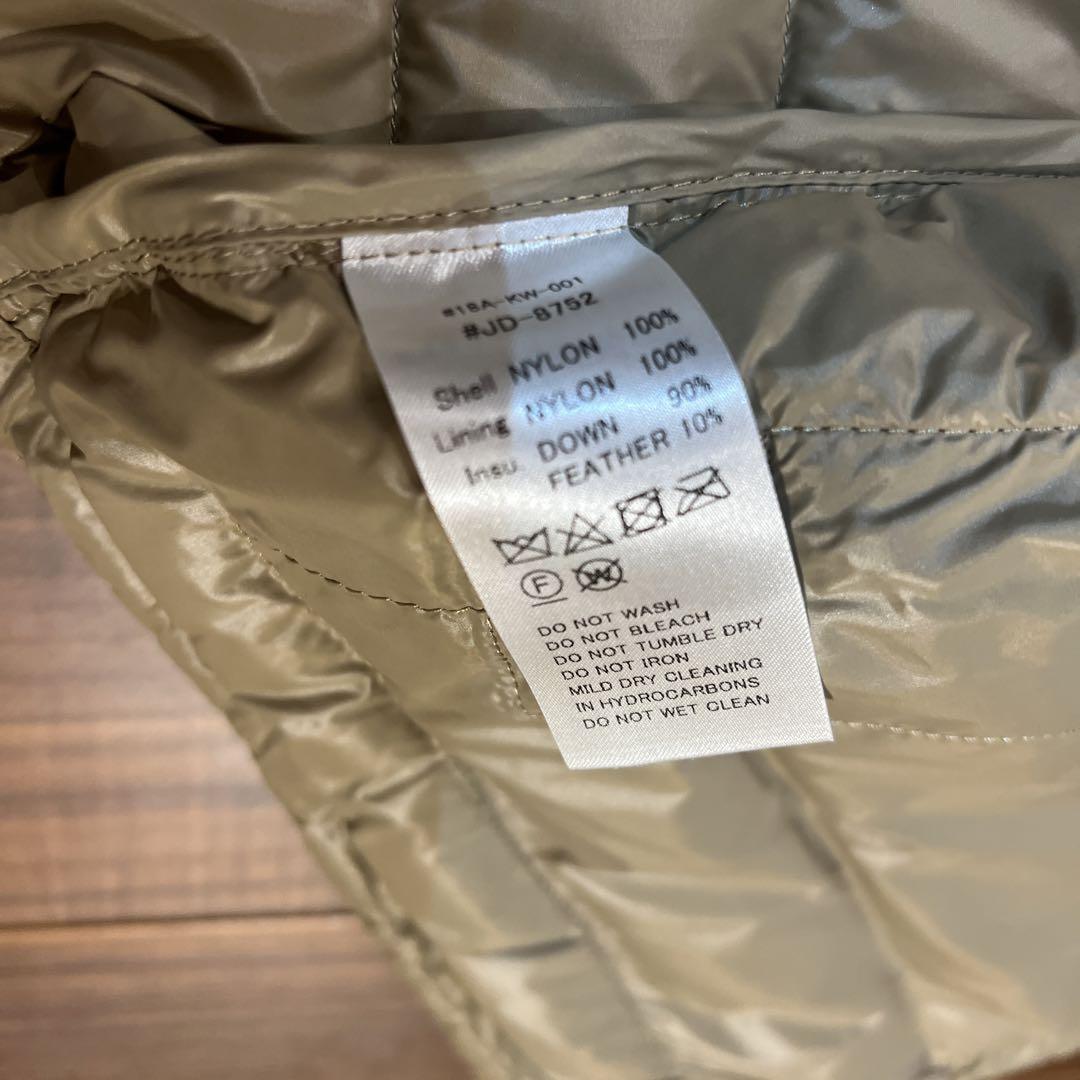 #18A-KW-001
#JD-8752
Shell NYLON 100%
Lining NYLON 100%
Insu. DOWN 90%
FEATHER 10%
F W
DO NOT WASH
DO NOT BLEACH
DO NOT TUMBLE DRY
DO NOT IRON
MILD DRY CLEANING
IN HYDROCARBONS
DO NOT WET CLEAN